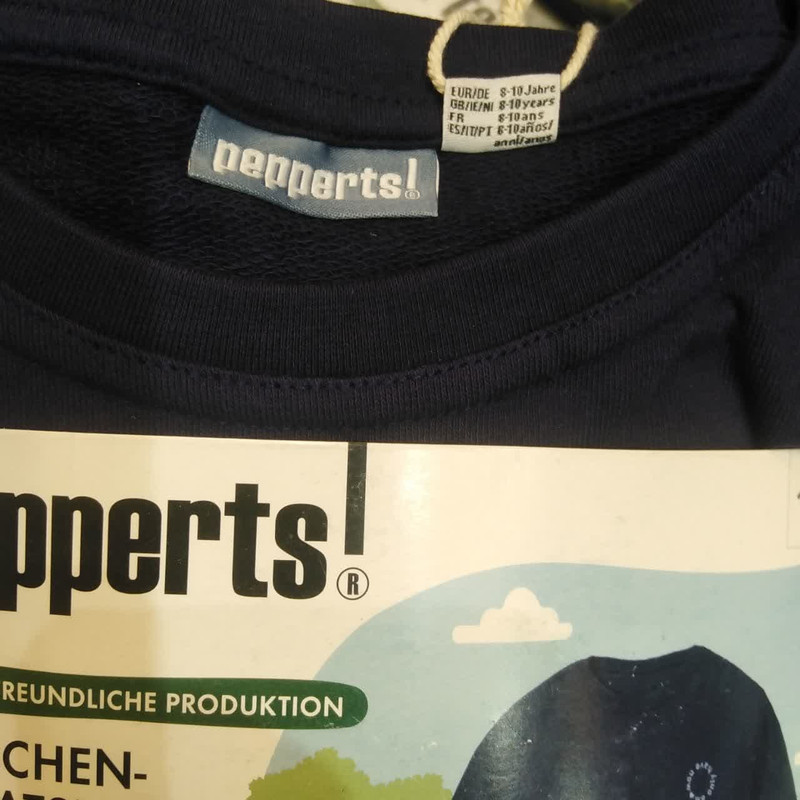 EUR/DE 8-10 Jahre
GB/IE/NI 8-10 years
FR 8-10 ans
ES/IT/PT 8-10 años/
anni/anos
pepperts!
pperts!®
REUNDLICHE PRODUKTION
CHEN-